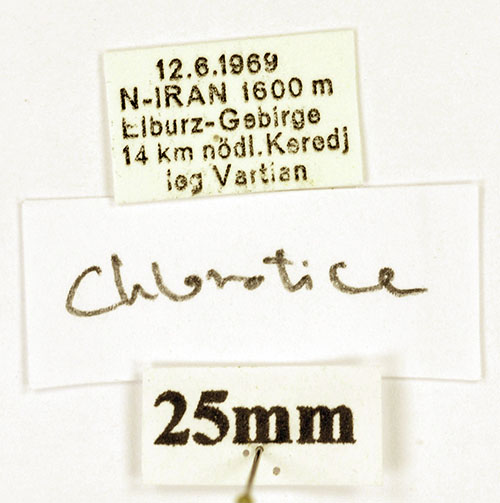 12.6.1969
N-IRAN 1600 m
Elburz-Gebirge
14 km nödl.Keredj
leg Vartian
Chlorotica
25mm